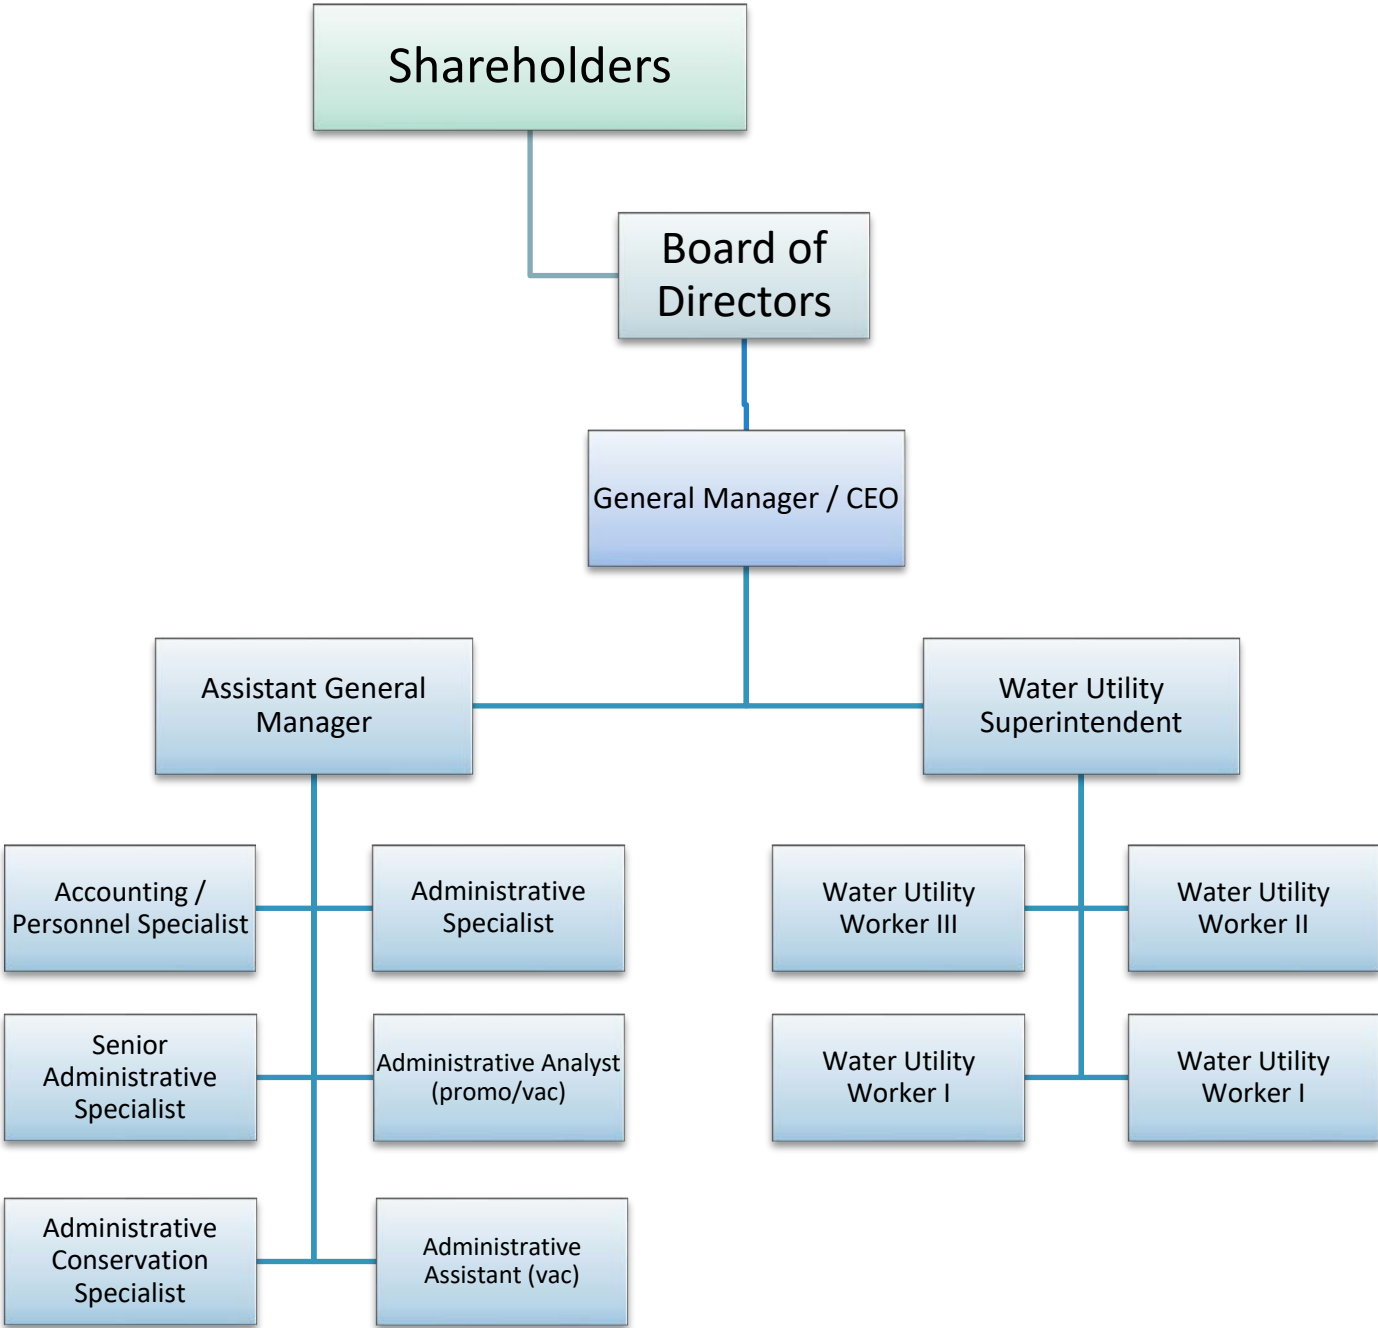 Shareholders
Board of
Directors
General Manager / CEO
Assistant General
Manager
Water Utility
Superintendent
Accounting /
Personnel Specialist
Administrative
Specialist
Water Utility
Worker III
Water Utility
Worker II
Senior
Administrative
Specialist
Administrative Analyst
(promo/vac)
Water Utility
Worker I
Water Utility
Worker I
Administrative
Conservation
Specialist
Administrative
Assistant (vac)